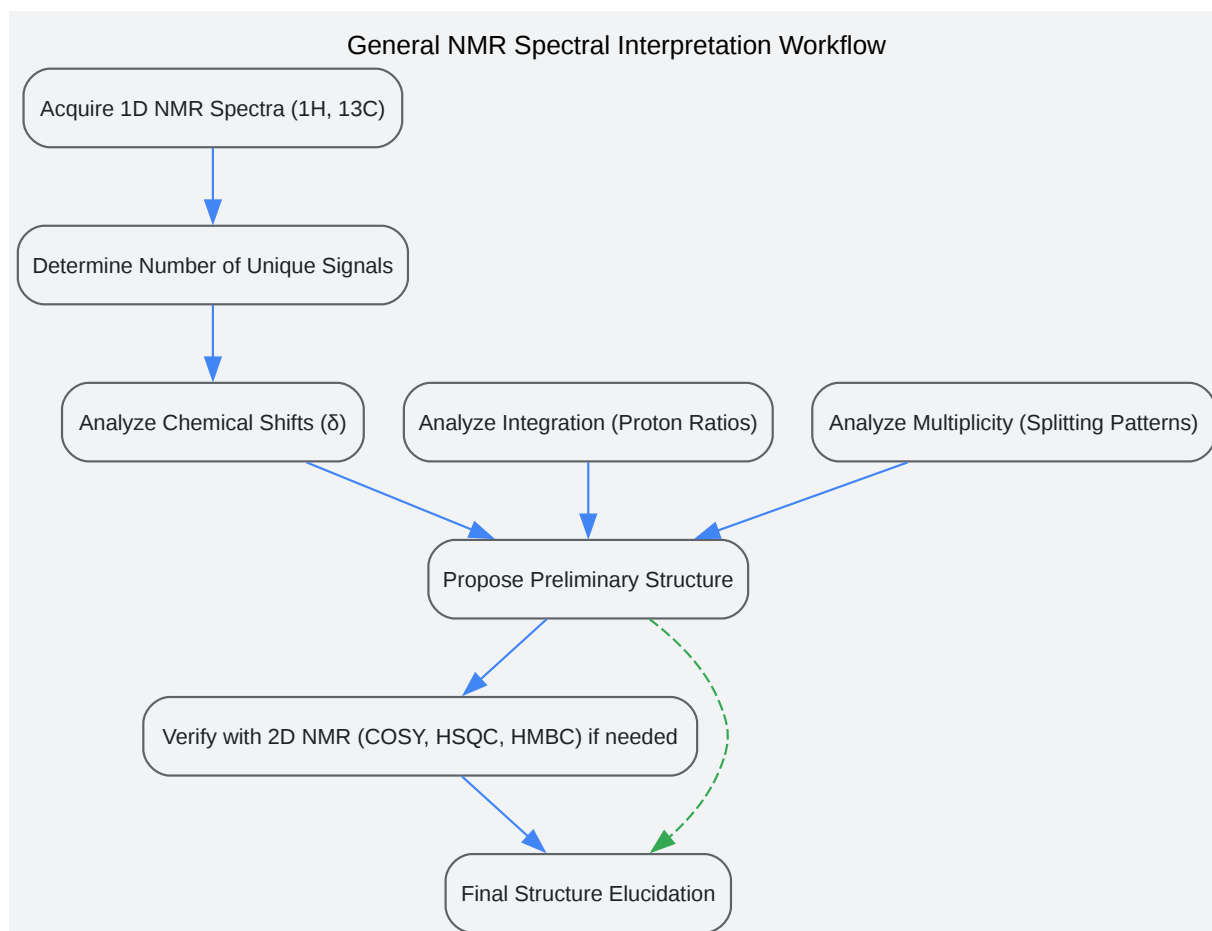 General NMR Spectral Interpretation Workflow
Acquire 1D NMR Spectra (1H, 13C)
Determine Number of Unique Signals
Analyze Chemical Shifts (δ)
Analyze Integration (Proton Ratios)
Analyze Multiplicity (Splitting Patterns)
Propose Preliminary Structure
Verify with 2D NMR (COSY, HSQC, HMBC) if needed
Final Structure Elucidation